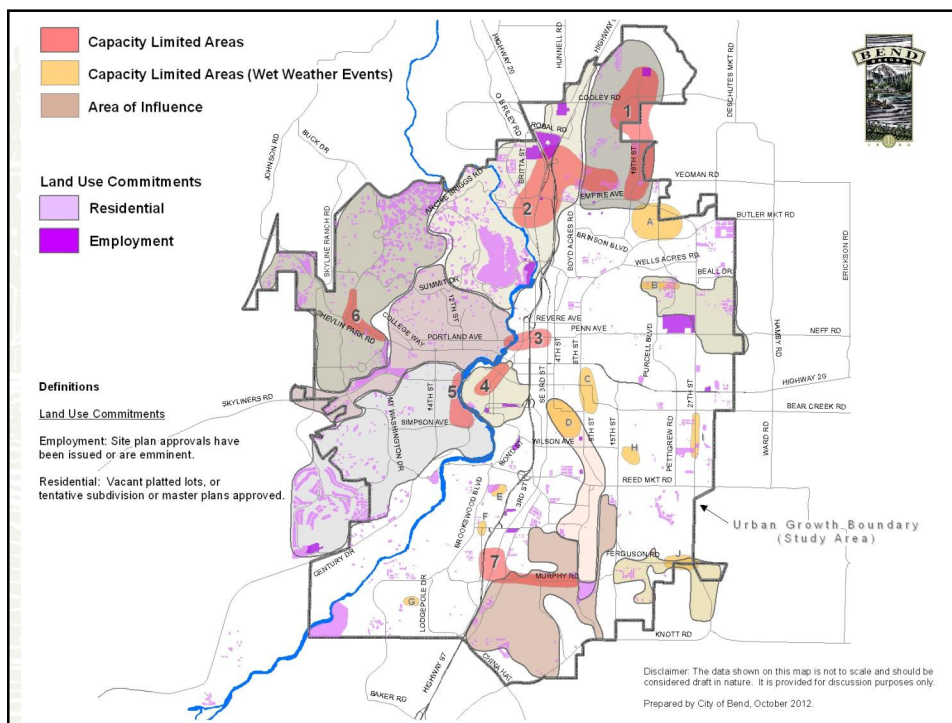 Capacity Limited Areas
Capacity Limited Areas (Wet Weather Events)
Area of Influence
Land Use Commitments
Residential
Employment
Definitions
Land Use Commitments
Employment: Site plan approvals have
been issued or are emminent.
Residential: Vacant platted lots, or
tentative subdivision or master plans approved.
HIGHWAY 20
HUNNELL RD
HIGHWAY
DESCHUTES MKT RD
BEND
OREGON
COOLEY RD
1
O B RILEY RD
ROBAL RD
BRITTA ST
18TH ST
JOHNSON RD
BUCK DR
ARCHIE BRIGGS RD
EMPIRE AVE
YEOMAN RD
2
A
BUTLER MKT RD
SKYLINE RANCH RD
BOYD ACRES RD
BRINSON BLVD
WELLS ACRES RD
BEALL DR
ERICKSON RD
SUMMIT DR
B
12TH ST
6
SHEVLIN PARK RD
COLLEGE WAY
PORTLAND AVE
REVERE AVE
PENN AVE
3
4TH ST
8TH ST
PURCELL BLVD
NEFF RD
HAMBY RD
HIGHWAY 20
SKYLINERS RD
MT WASHINGTON DR
14TH ST
5
4
SE 3RD ST
C
27TH ST
BEAR CREEK RD
SIMPSON AVE
D
9TH ST
15TH ST
WILSON AVE
BOND ST
H
PETTIGREW RD
I
WARD RD
REED MKT RD
3RD ST
BROOKSWOOD BLVD
E
F
Urban Growth Boundary
(Study Area)
CENTURY DR
7
FERGUSON RD
J
MURPHY RD
LODGEPOLE DR
G
KNOTT RD
HIGHWAY 97
CHINA HAT
BAKER RD
Disclaimer: The data shown on this map is not to scale and should be
considered draft in nature. It is provided for discussion purposes only.
Prepared by City of Bend, October 2012.